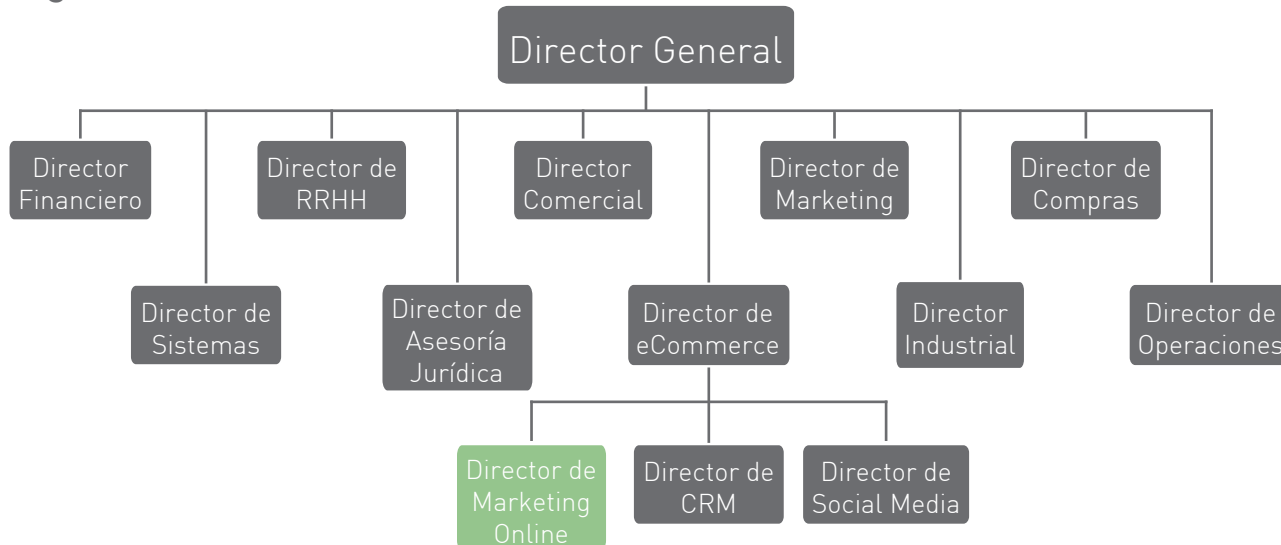 Director General
Director
Financiero
Director de
RRHH
Director
Comercial
Director de
Marketing
Director de
Compras
Director de
Sistemas
Director de
Asesoría
Jurídica
Director de
eCommerce
Director
Industrial
Director de
Operaciones
Director de
Marketing
Online
Director de
CRM
Director de
Social Media